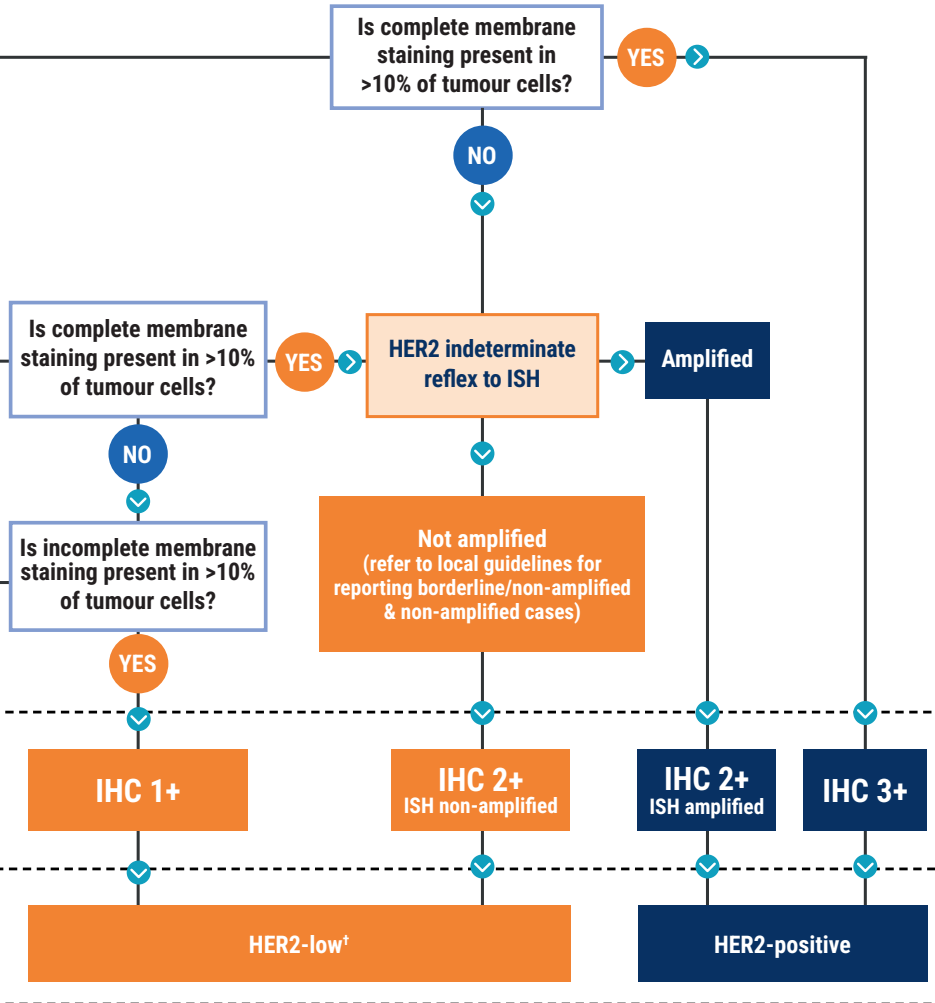 Is complete membrane
staining present in
>10% of tumour cells?
YES
NO
Is complete membrane
staining present in >10%
of tumour cells?
YES
HER2 indeterminate
reflex to ISH
Amplified
NO
Is incomplete membrane
staining present in >10%
of tumour cells?
Not amplified
(refer to local guidelines for
reporting borderline/non-amplified
& non-amplified cases)
YES
IHC 1+
IHC 2+
ISH non-amplified
IHC 2+
ISH amplified
IHC 3+
HER2-low†
HER2-positive